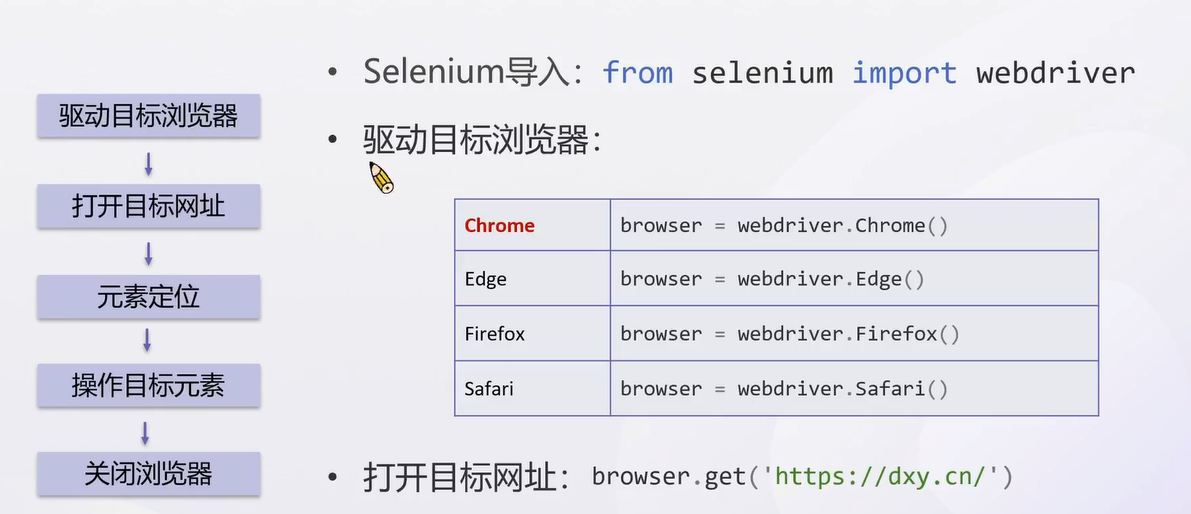 驱动目标浏览器
打开目标网址
元素定位
操作目标元素
关闭浏览器
• Selenium导入：from selenium import webdriver
• 驱动目标浏览器：
Chrome browser = webdriver.Chrome()
Edge browser = webdriver.Edge()
Firefox browser = webdriver.Firefox()
Safari browser = webdriver.Safari()
• 打开目标网址：browser.get('https://dxy.cn/')